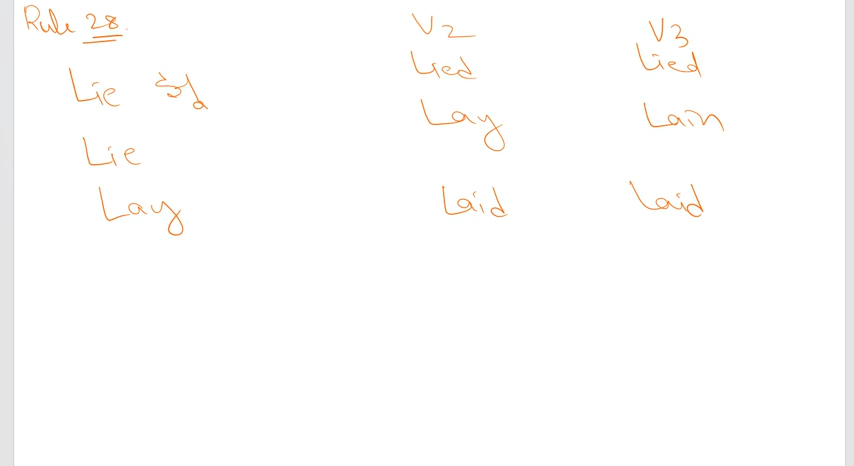 Rule 28. V2 V3
Lie Lied Lied
Lie Lay Lain
Lay Laid Laid